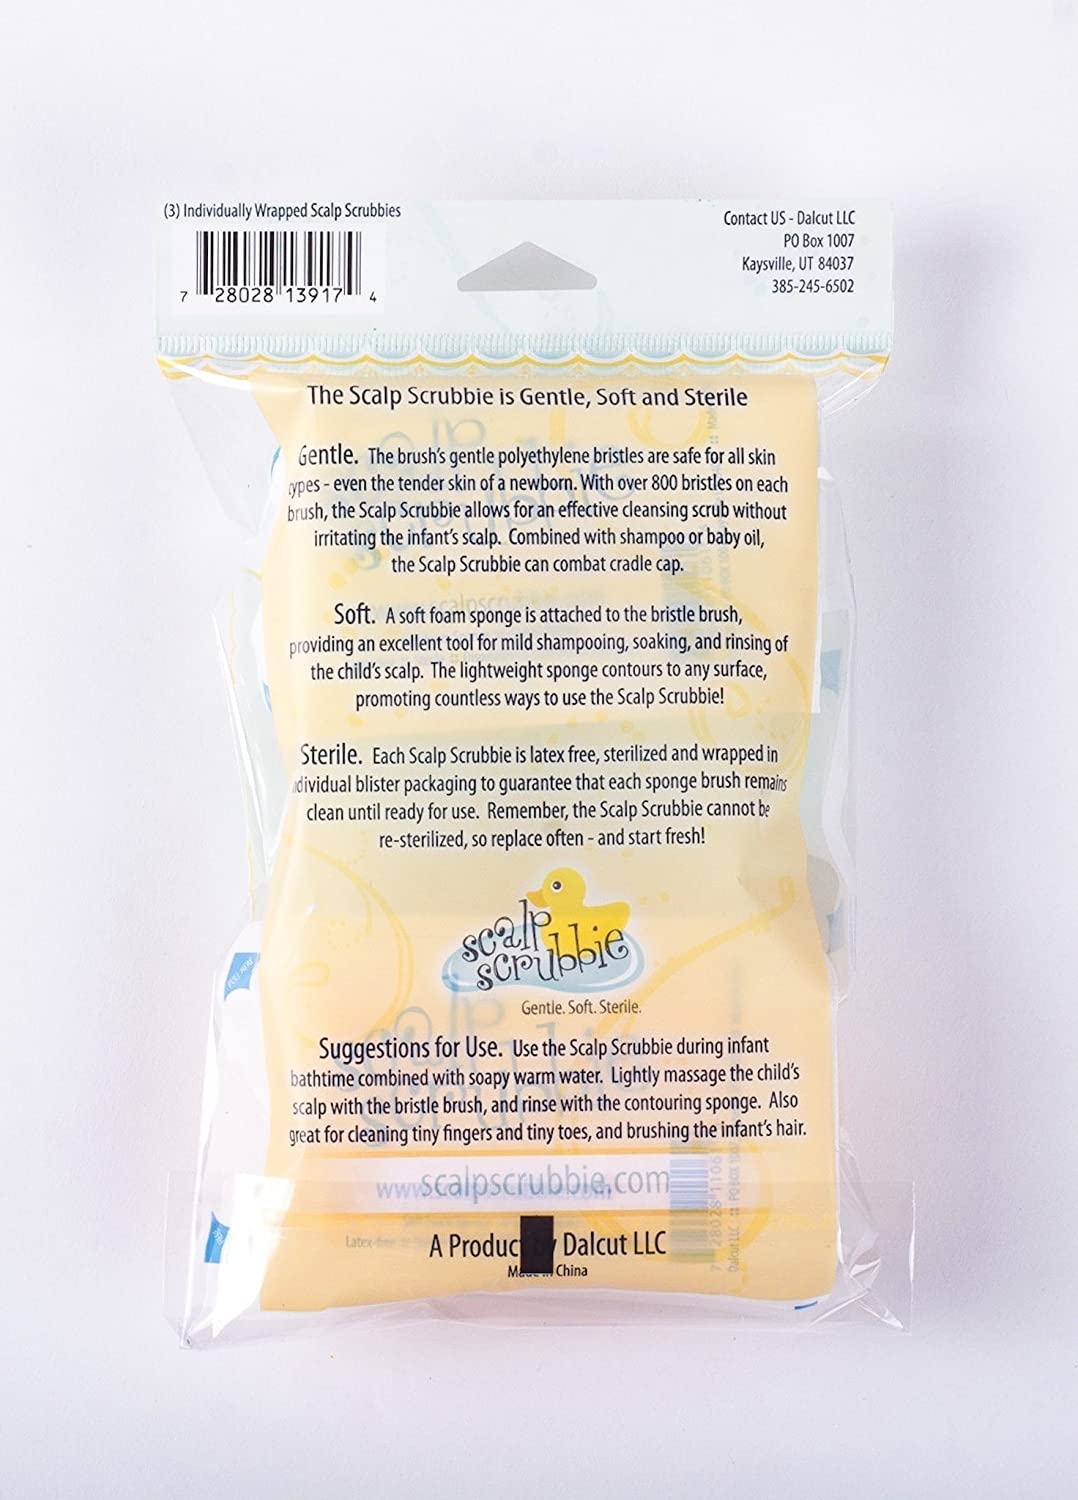 (3) Individually Wrapped Scalp Scrubbies
7 28028 13917 4
Contact US - Dalcut LLC
PO Box 1007
Kaysville, UT 84037
385-245-6502
The Scalp Scrubbie is Gentle, Soft and Sterile
Gentle. The brush's gentle polyethylene bristles are safe for all skin
types - even the tender skin of a newborn. With over 800 bristles on each
brush, the Scalp Scrubbie allows for an effective cleansing scrub without
irritating the infant's scalp. Combined with shampoo or baby oil,
the Scalp Scrubbie can combat cradle cap.
Soft. A soft foam sponge is attached to the bristle brush,
providing an excellent tool for mild shampooing, soaking, and rinsing of
the child's scalp. The lightweight sponge contours to any surface,
promoting countless ways to use the Scalp Scrubbie!
Sterile. Each Scalp Scrubbie is latex free, sterilized and wrapped in
individual blister packaging to guarantee that each sponge brush remains
clean until ready for use. Remember, the Scalp Scrubbie cannot be
re-sterilized, so replace often - and start fresh!
scalp
scrubbie
Gentle. Soft. Sterile.
PULL HERE
Suggestions for Use. Use the Scalp Scrubbie during infant
bathtime combined with soapy warm water. Lightly massage the child's
scalp with the bristle brush, and rinse with the contouring sponge. Also
great for cleaning tiny fingers and tiny toes, and brushing the infant's hair.
scalpscrubbie.com
A Product by Dalcut LLC
Made in China